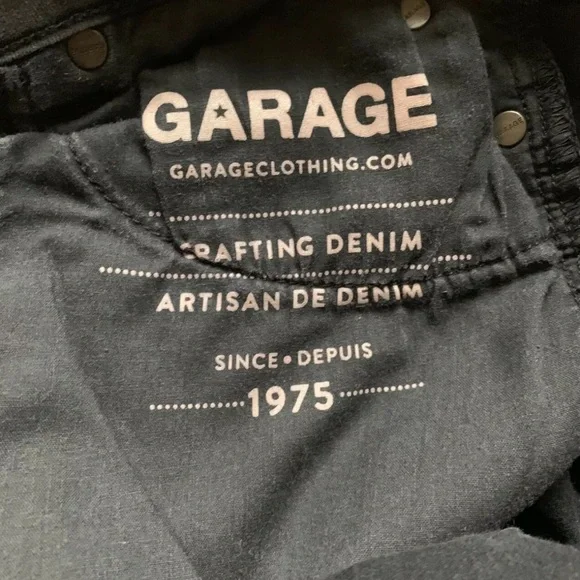 GARAGE
GARAGECLOTHING.COM
CRAFTING DENIM
ARTISAN DE DENIM
SINCE • DEPUIS
1975